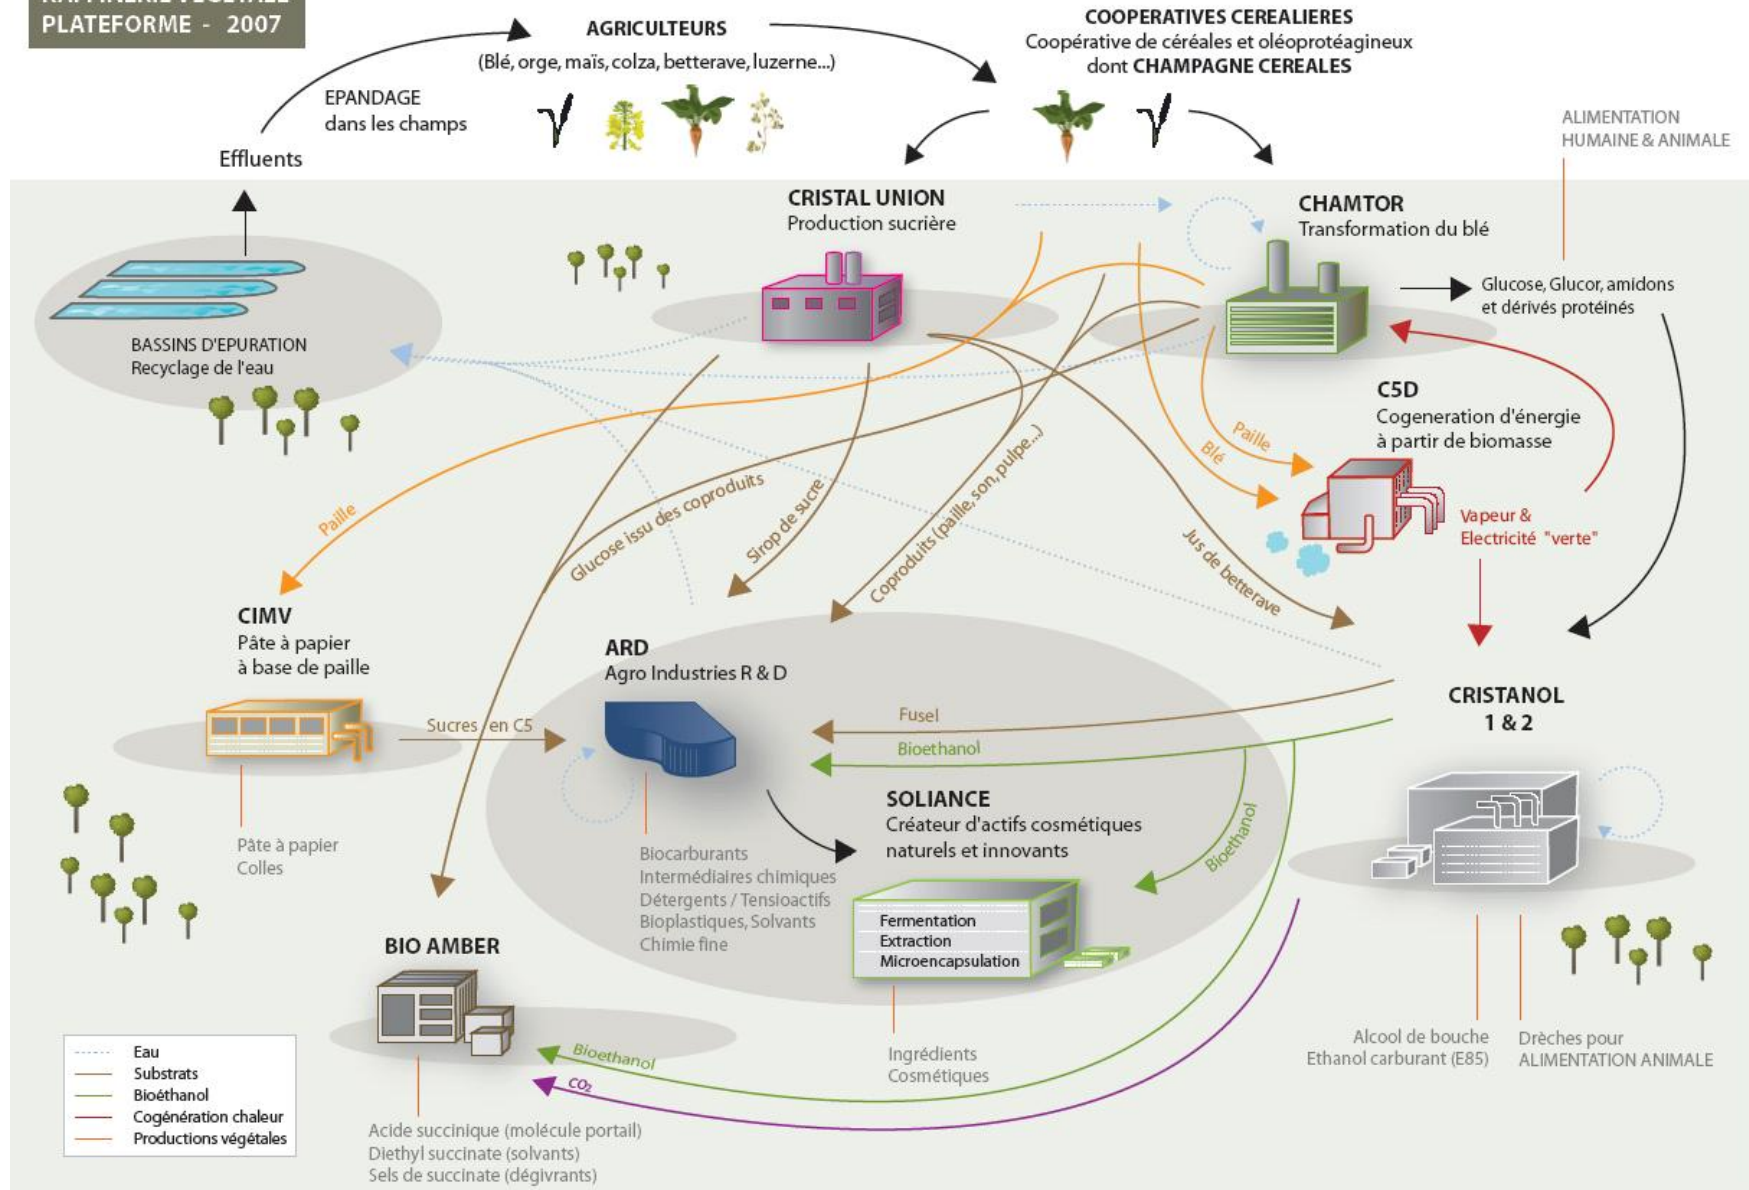 PLATEFORME - 2007
AGRICULTEURS
(Blé, orge, maïs, colza, betterave, luzerne...)
COOPERATIVES CEREALIERES
Coopérative de céréales et oléoprotéagineux
dont CHAMPAGNE CEREALES
EPANDAGE
dans les champs
Effluents
ALIMENTATION
HUMAINE & ANIMALE
CRISTAL UNION
Production sucrière
CHAMTOR
Transformation du blé
Glucose, Glucor, amidons
et dérivés protéinés
BASSINS D'EPURATION
Recyclage de l'eau
C5D
Cogeneration d'énergie
à partir de biomasse
Paille
Blé
Vapeur &
Electricité "verte"
Paille
Glucose issu des coproduits
Sirop de sucre
Coproduits (paille, son, pulpe...)
Jus de betterave
CIMV
Pâte à papier
à base de paille
ARD
Agro Industries R & D
Sucres en C5
Fusel
Bioethanol
CRISTANOL
1 & 2
SOLIANCE
Créateur d'actifs cosmétiques
naturels et innovants
Bioethanol
Pâte à papier
Colles
Biocarburants
Intermédiaires chimiques
Détergents / Tensioactifs
Bioplastiques, Solvants
Chimie fine
Fermentation
Extraction
Microencapsulation
BIO AMBER
Bioethanol
CO₂
Ingrédients
Cosmétiques
Alcool de bouche
Ethanol carburant (E85)
Drèches pour
ALIMENTATION ANIMALE
Eau
Substrats
Bioéthanol
Cogénération chaleur
Productions végétales
Acide succinique (molécule portail)
Diethyl succinate (solvants)
Sels de succinate (dégivrants)